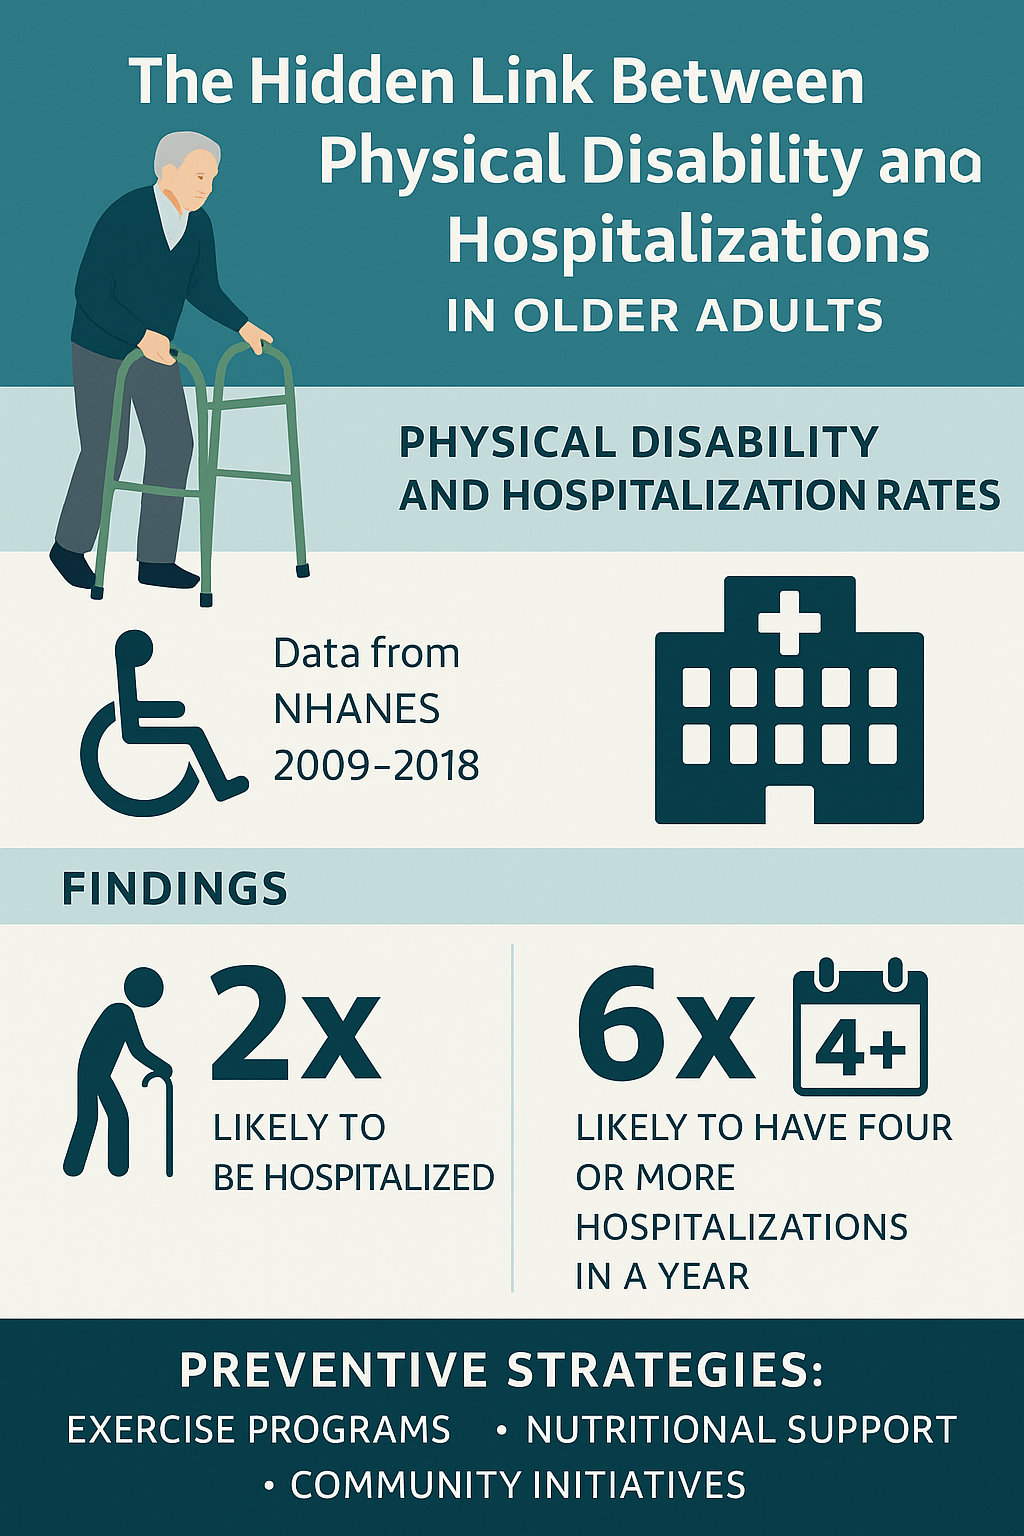 The Hidden Link Between
Physical Disability and
Hospitalizations
IN OLDER ADULTS
PHYSICAL DISABILITY
AND HOSPITALIZATION RATES
Data from
NHANES
2009–2018
FINDINGS
2x
LIKELY TO
BE HOSPITALIZED
6x
4+
LIKELY TO HAVE FOUR
OR MORE
HOSPITALIZATIONS
IN A YEAR
PREVENTIVE STRATEGIES:
EXERCISE PROGRAMS • NUTRITIONAL SUPPORT
• COMMUNITY INITIATIVES